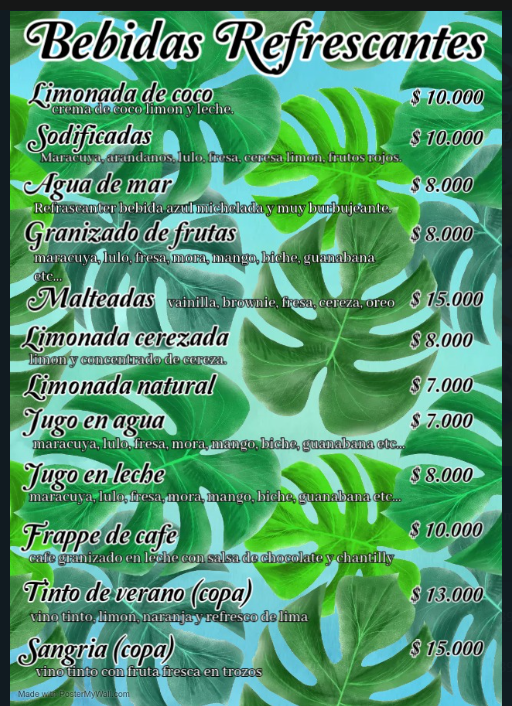 Bebidas Refrescantes
Limonada de coco $ 10.000
crema de coco limon y leche.
Sodificadas $ 10.000
Maracuya, arandanos, lulo, fresa, ceresa limon, frutos rojos.
Agua de mar $ 8.000
Refrascanter bebida azul michelada y muy burbujeante.
Granizado de frutas $ 8.000
maracuya, lulo, fresa, mora, mango, biche, guanabana
etc...
Malteadas vainilla, brownie, fresa, cereza, oreo $ 15.000
Limonada cerezada $ 8.000
limon y concentrado de cereza.
Limonada natural $ 7.000
Jugo en agua $ 7.000
maracuya, lulo, fresa, mora, mango, biche, guanabana etc...
Jugo en leche $ 8.000
maracuya, lulo, fresa, mora, mango, biche, guanabana etc...
Frappe de cafe $ 10.000
cafe granizado en leche con salsa de chocolate y chantilly
Tinto de verano (copa) $ 13.000
vino tinto, limon, naranja y refresco de lima
Sangria (copa) $ 15.000
vino tinto con fruta fresca en trozos
Made with PosterMyWall.com